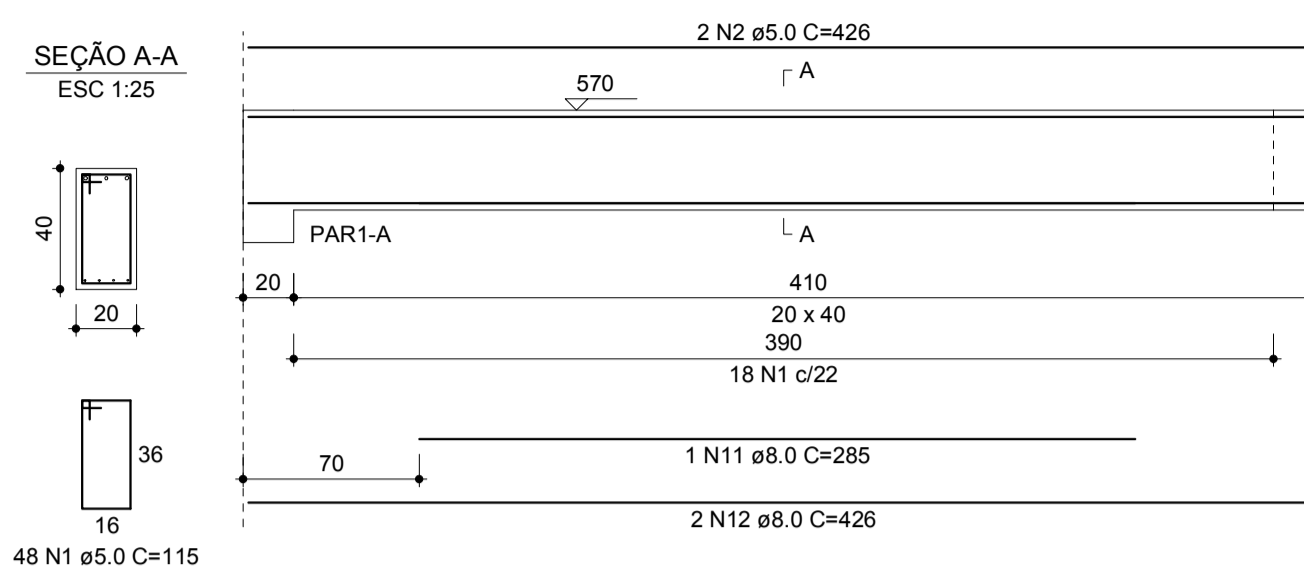 SEÇÃO A-A
ESC 1:25
40
20
36
16
48 N1 ø5.0 C=115
2 N2 ø5.0 C=426
A
570
PAR1-A
A
20
410
20 x 40
390
18 N1 c/22
1 N11 ø8.0 C=285
70
2 N12 ø8.0 C=426